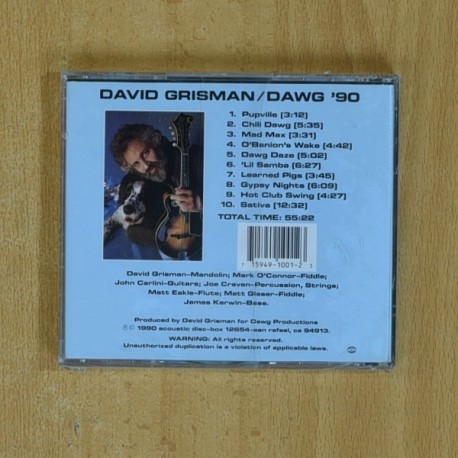 DAVID GRISMAN/DAWG '90
1. Pupville [3:12]
2. Chili Dawg [5:35]
3. Mad Max [3:31]
4. O'Banion's Wake [4:42]
5. Dawg Daze [5:02]
6. 'Lil Samba [6:27]
7. Learned Pigs [3:45]
8. Gypsy Nights [6:09]
9. Hot Club Swing [4:27]
10. Sativa [12:32]
TOTAL TIME: 55:22
7 15949-1001-2 1
David Grisman-Mandolin; Mark O'Connor-Fiddle;
John Carlini-Guitars; Joe Craven-Percussion, Strings;
Matt Eakle-Flute; Matt Glaser-Fiddle;
James Kerwin-Bass.
Produced by David Grisman for Dawg Productions
℗ © 1990 acoustic disc-box 12654-san rafael, ca 94913.
WARNING: All rights reserved.
Unauthorized duplication is a violation of applicable laws.